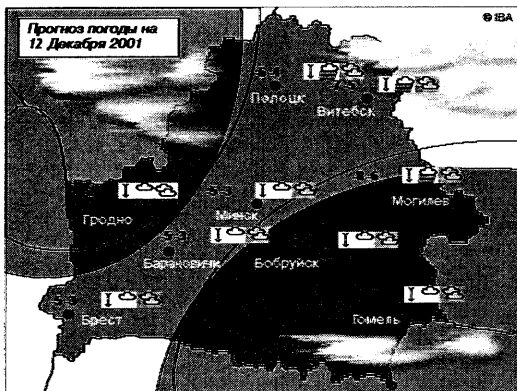 Прогноз погоды на
12 Декабря 2001
© IBA
Полоцк
Витебск
Гродно
Минск
Могилев
Барановичи
Бобруйск
Брест
Гомель